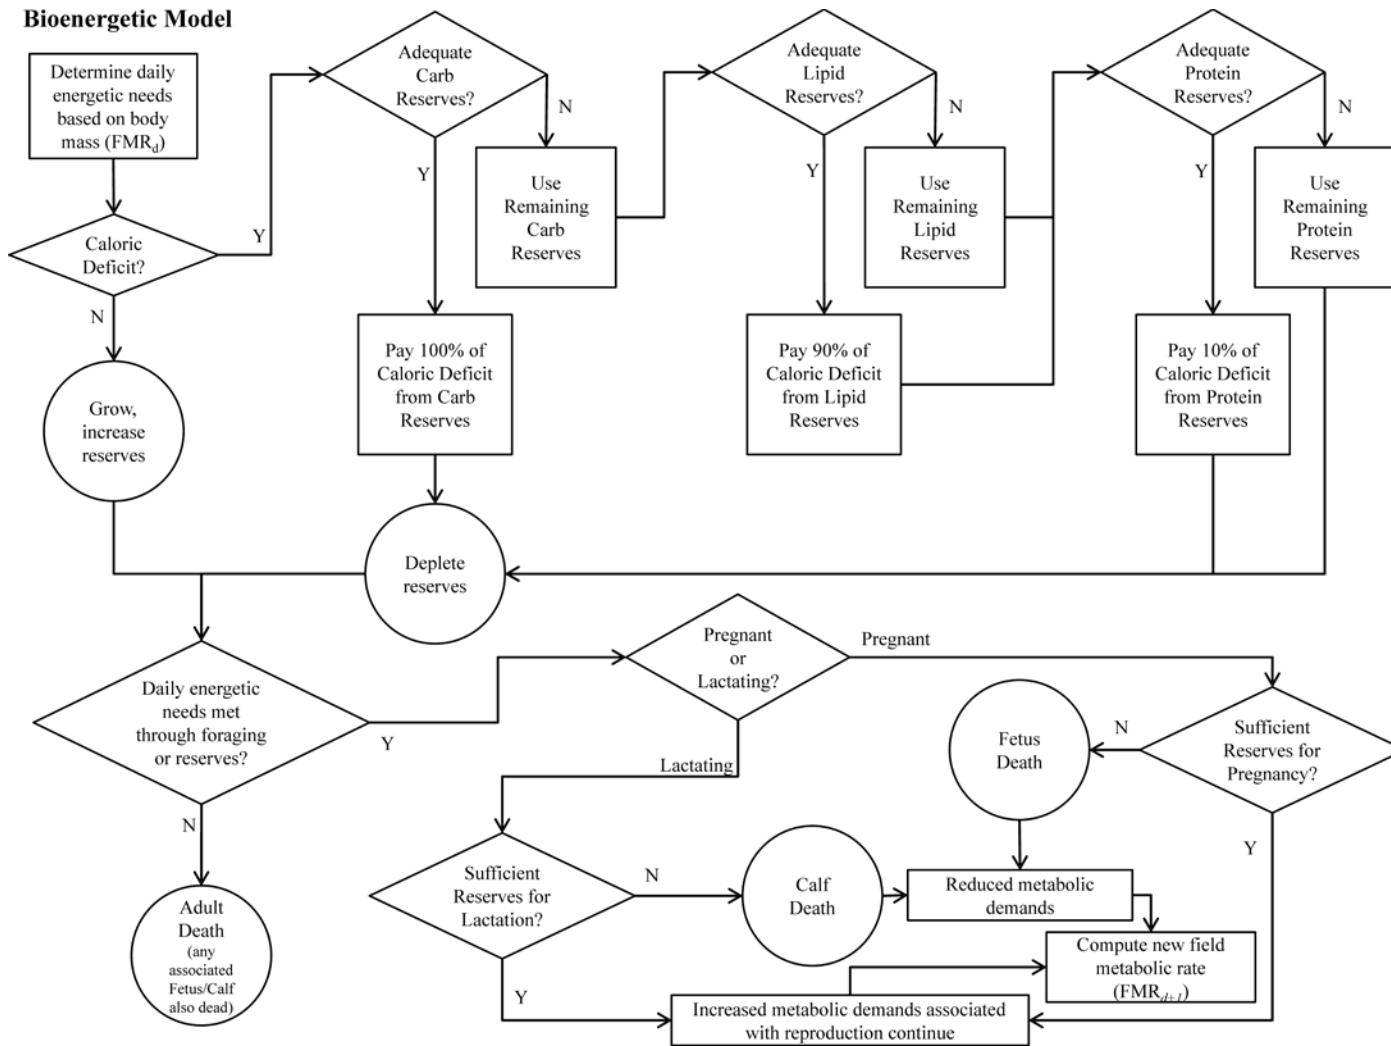 Bioenergetic Model
Determine daily
energetic needs
based on body
mass (FMRd)
Caloric
Deficit?
Y
N
Grow,
increase
reserves
Adequate
Carb
Reserves?
N
Y
Use
Remaining
Carb
Reserves
Pay 100% of
Caloric Deficit
from Carb
Reserves
Adequate
Lipid
Reserves?
N
Y
Use
Remaining
Lipid
Reserves
Pay 90% of
Caloric Deficit
from Lipid
Reserves
Adequate
Protein
Reserves?
N
Y
Use
Remaining
Protein
Reserves
Pay 10% of
Caloric Deficit
from Protein
Reserves
Deplete
reserves
Daily energetic
needs met
through foraging
or reserves?
Y
N
Adult
Death
(any
associated
Fetus/Calf
also dead)
Pregnant
or
Lactating?
Pregnant
Lactating
Sufficient
Reserves for
Pregnancy?
N
Y
Fetus
Death
Sufficient
Reserves for
Lactation?
N
Y
Calf
Death
Reduced metabolic
demands
Compute new field
metabolic rate
(FMRd+1)
Increased metabolic demands associated
with reproduction continue